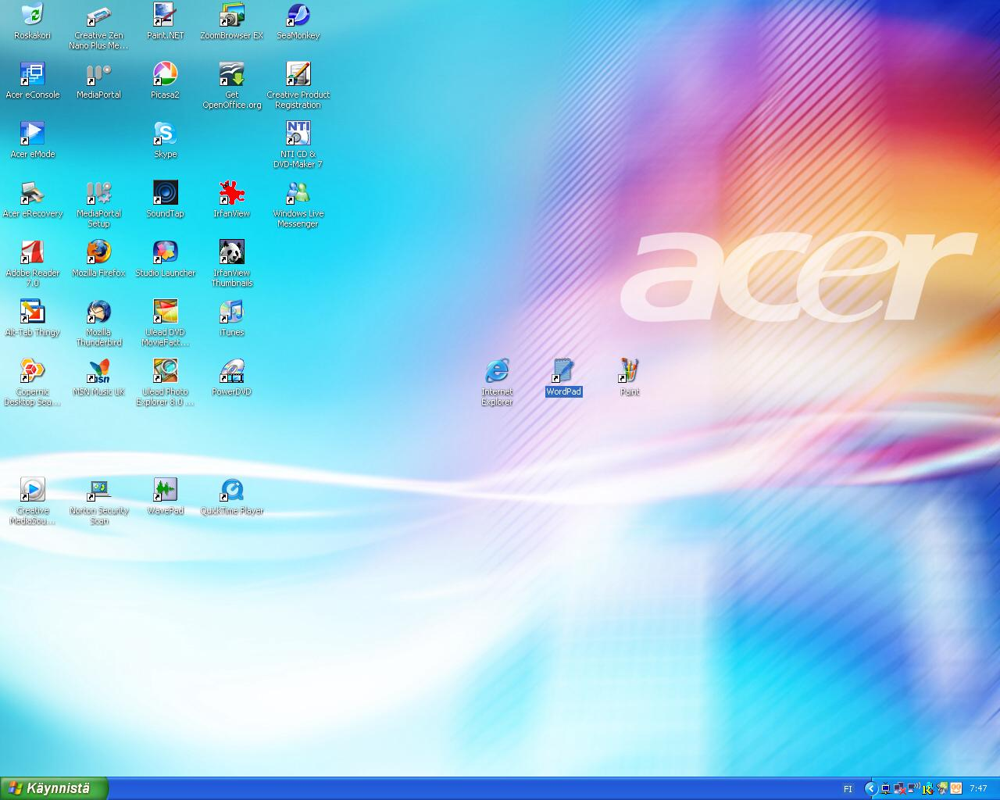 Roskakori
Creative Zen
Nano Plus Me...
Paint.NET
ZoomBrowser EX
SeaMonkey
Acer eConsole
MediaPortal
Picasa2
Get
OpenOffice.org
Creative Product
Registration
Acer eMode
Skype
NTI
NTI CD &
DVD-Maker 7
Acer eRecovery
MediaPortal
Setup
SoundTap
IrfanView
Windows Live
Messenger
acer
Adobe Reader
7.0
Mozilla Firefox
Studio Launcher
IrfanView
Thumbnails
Alt-Tab Thingy
Mozilla
Thunderbird
Ulead DVD
MovieFact...
iTunes
Copernic
Desktop Sea...
msn
MSN Music UK
Ulead Photo
Explorer 8.0 ...
PowerDVD
Internet
Explorer
WordPad
Paint
Creative
MediaSou...
Norton Security
Scan
WavePad
QuickTime Player
Käynnistä
FI
7:47